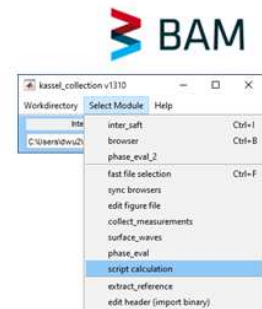 BAM
kassel_collection v1310
Workdirectory Select Module Help
Inte
C:\Users\dwu2\
inter_saft Ctrl+I
browser Ctrl+B
phase_eval_2
fast file selection Ctrl+F
sync browsers
edit figure file
collect_measurements
surface_waves
phase_eval
script calculation
extract_reference
edit header (import binary)